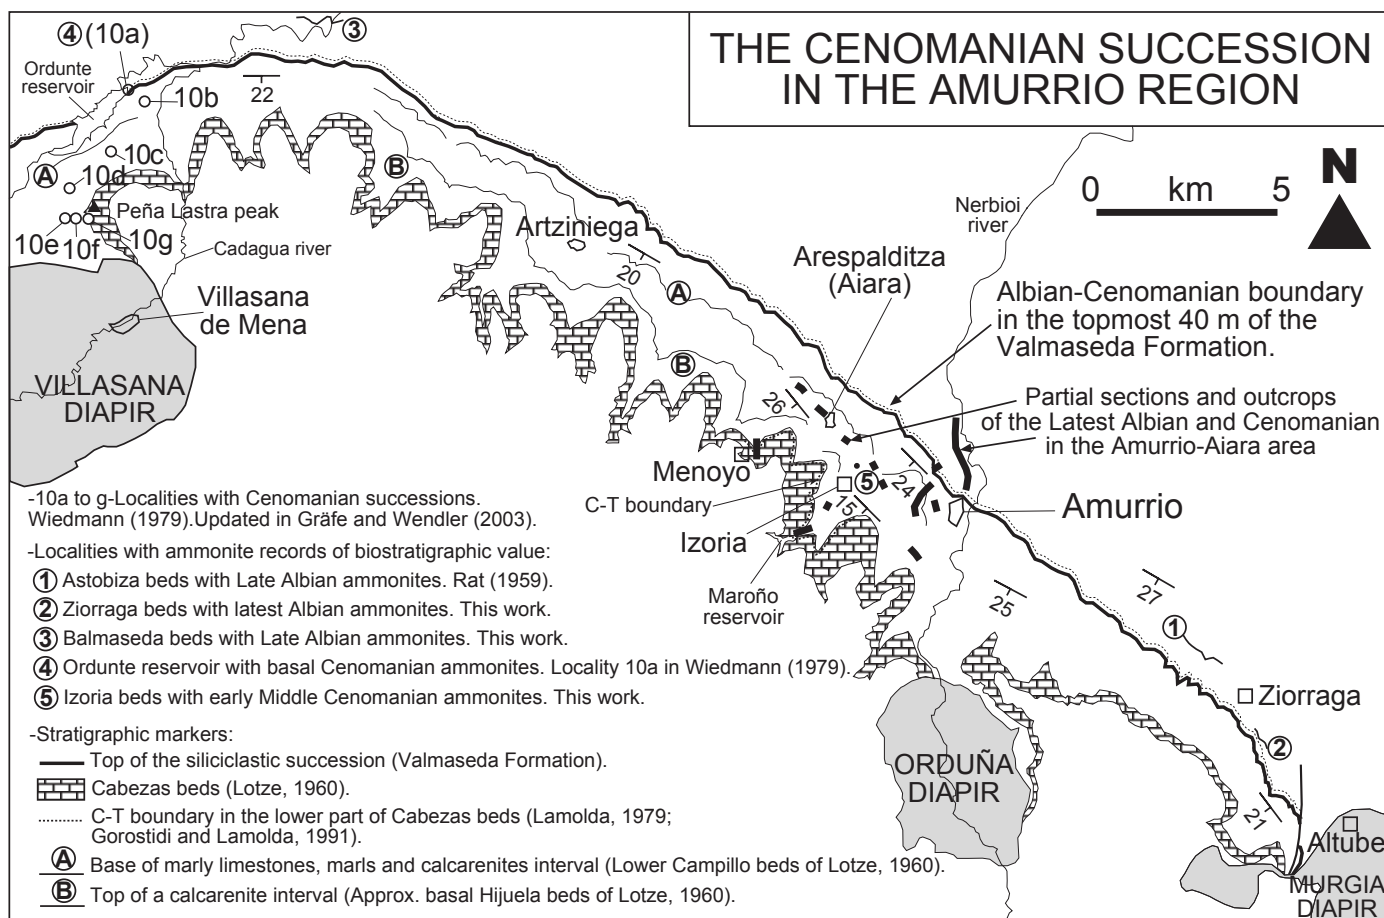 THE CENOMANIAN SUCCESSION
IN THE AMURRIO REGION
4 (10a)
3
Ordunte
reservoir
22
10b
10c
A
10d
B
Peña Lastra peak
10e
10f
10g
Cadagua river
Artziniega
20
A
Nerbioi
river
0 km 5
N
Arespalditza
(Aiara)
Albian-Cenomanian boundary
in the topmost 40 m of the
Valmaseda Formation.
Villasana
de Mena
VILLASANA
DIAPIR
B
26
Partial sections and outcrops
of the Latest Albian and Cenomanian
in the Amurrio-Aiara area
Menoyo
C-T boundary
5
24
15
Amurrio
Izoria
Maroño
reservoir
25
27
1
Ziorraga
2
ORDUÑA
DIAPIR
21
Altube
MURGIA
DIAPIR
-10a to g-Localities with Cenomanian successions.
Wiedmann (1979).Updated in Gräfe and Wendler (2003).
-Localities with ammonite records of biostratigraphic value:
1 Astobiza beds with Late Albian ammonites. Rat (1959).
2 Ziorraga beds with latest Albian ammonites. This work.
3 Balmaseda beds with Late Albian ammonites. This work.
4 Ordunte reservoir with basal Cenomanian ammonites. Locality 10a in Wiedmann (1979).
5 Izoria beds with early Middle Cenomanian ammonites. This work.
-Stratigraphic markers:
Top of the siliciclastic succession (Valmaseda Formation).
Cabezas beds (Lotze, 1960).
C-T boundary in the lower part of Cabezas beds (Lamolda, 1979;
Gorostidi and Lamolda, 1991).
A Base of marly limestones, marls and calcarenites interval (Lower Campillo beds of Lotze, 1960).
B Top of a calcarenite interval (Approx. basal Hijuela beds of Lotze, 1960).